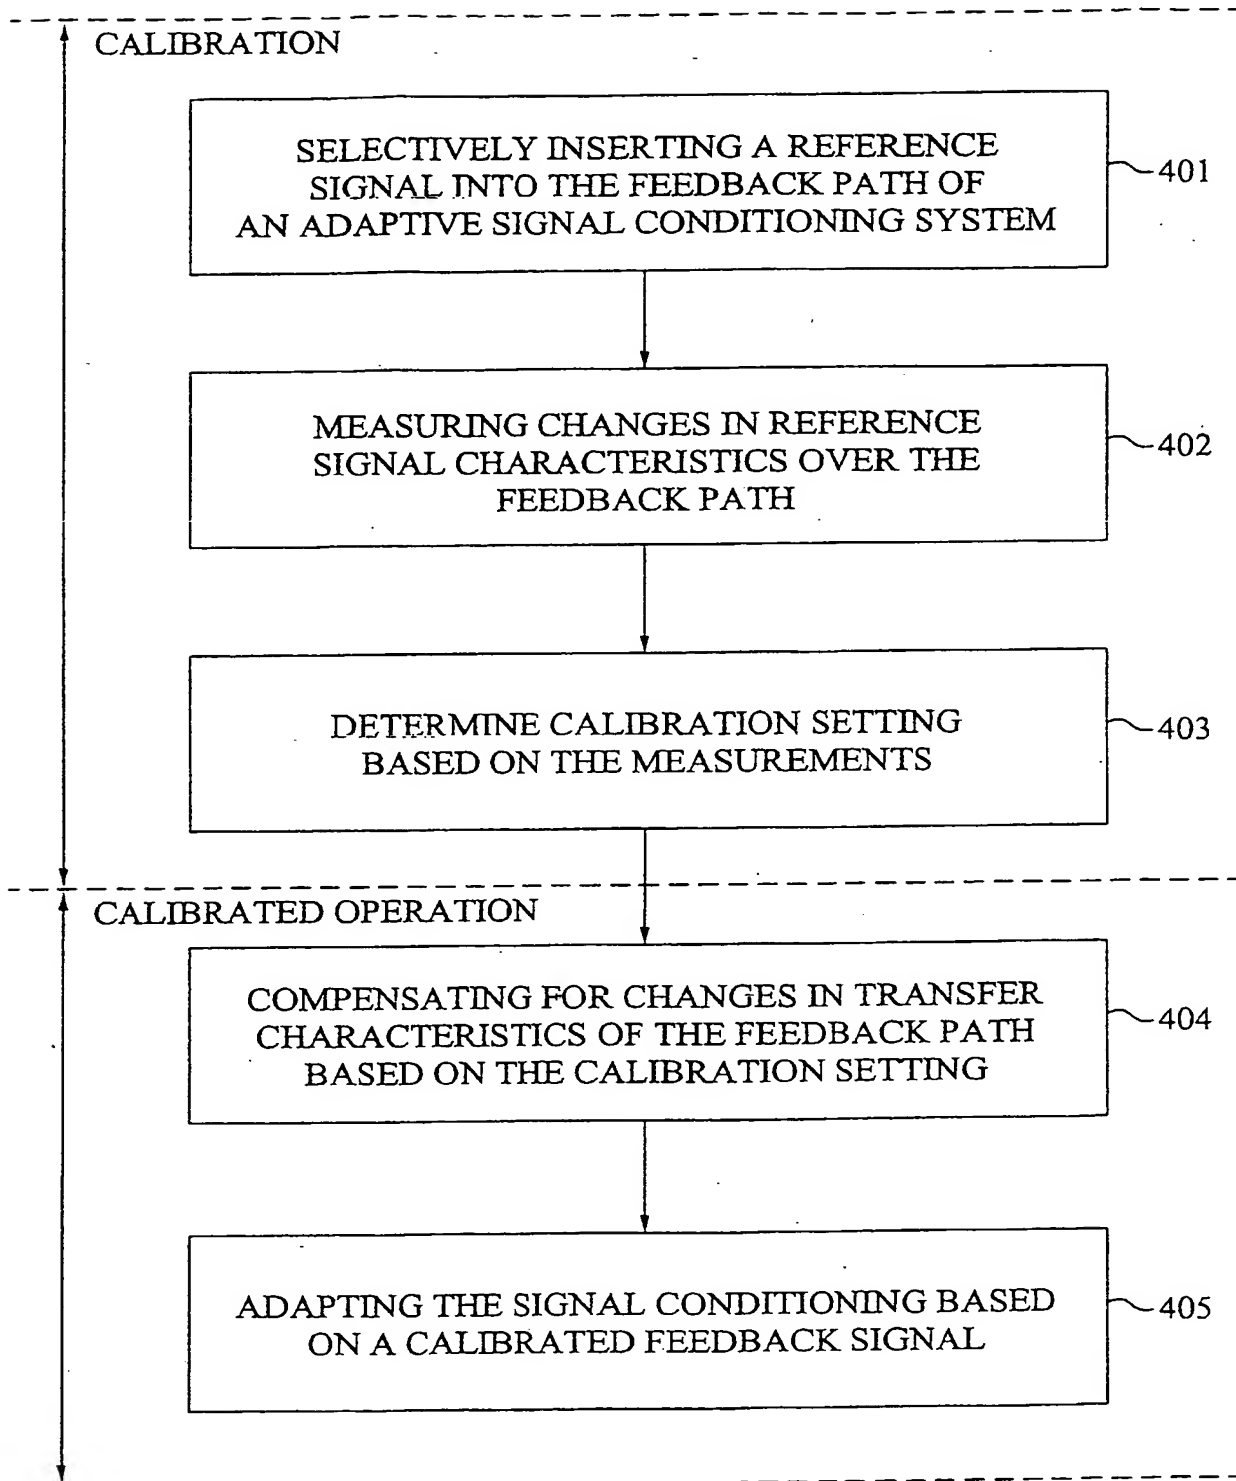 CALIBRATION
SELECTIVELY INSERTING A REFERENCE
SIGNAL INTO THE FEEDBACK PATH OF
AN ADAPTIVE SIGNAL CONDITIONING SYSTEM
401
MEASURING CHANGES IN REFERENCE
SIGNAL CHARACTERISTICS OVER THE
FEEDBACK PATH
402
DETERMINE CALIBRATION SETTING
BASED ON THE MEASUREMENTS
403
CALIBRATED OPERATION
COMPENSATING FOR CHANGES IN TRANSFER
CHARACTERISTICS OF THE FEEDBACK PATH
BASED ON THE CALIBRATION SETTING
404
ADAPTING THE SIGNAL CONDITIONING BASED
ON A CALIBRATED FEEDBACK SIGNAL
405